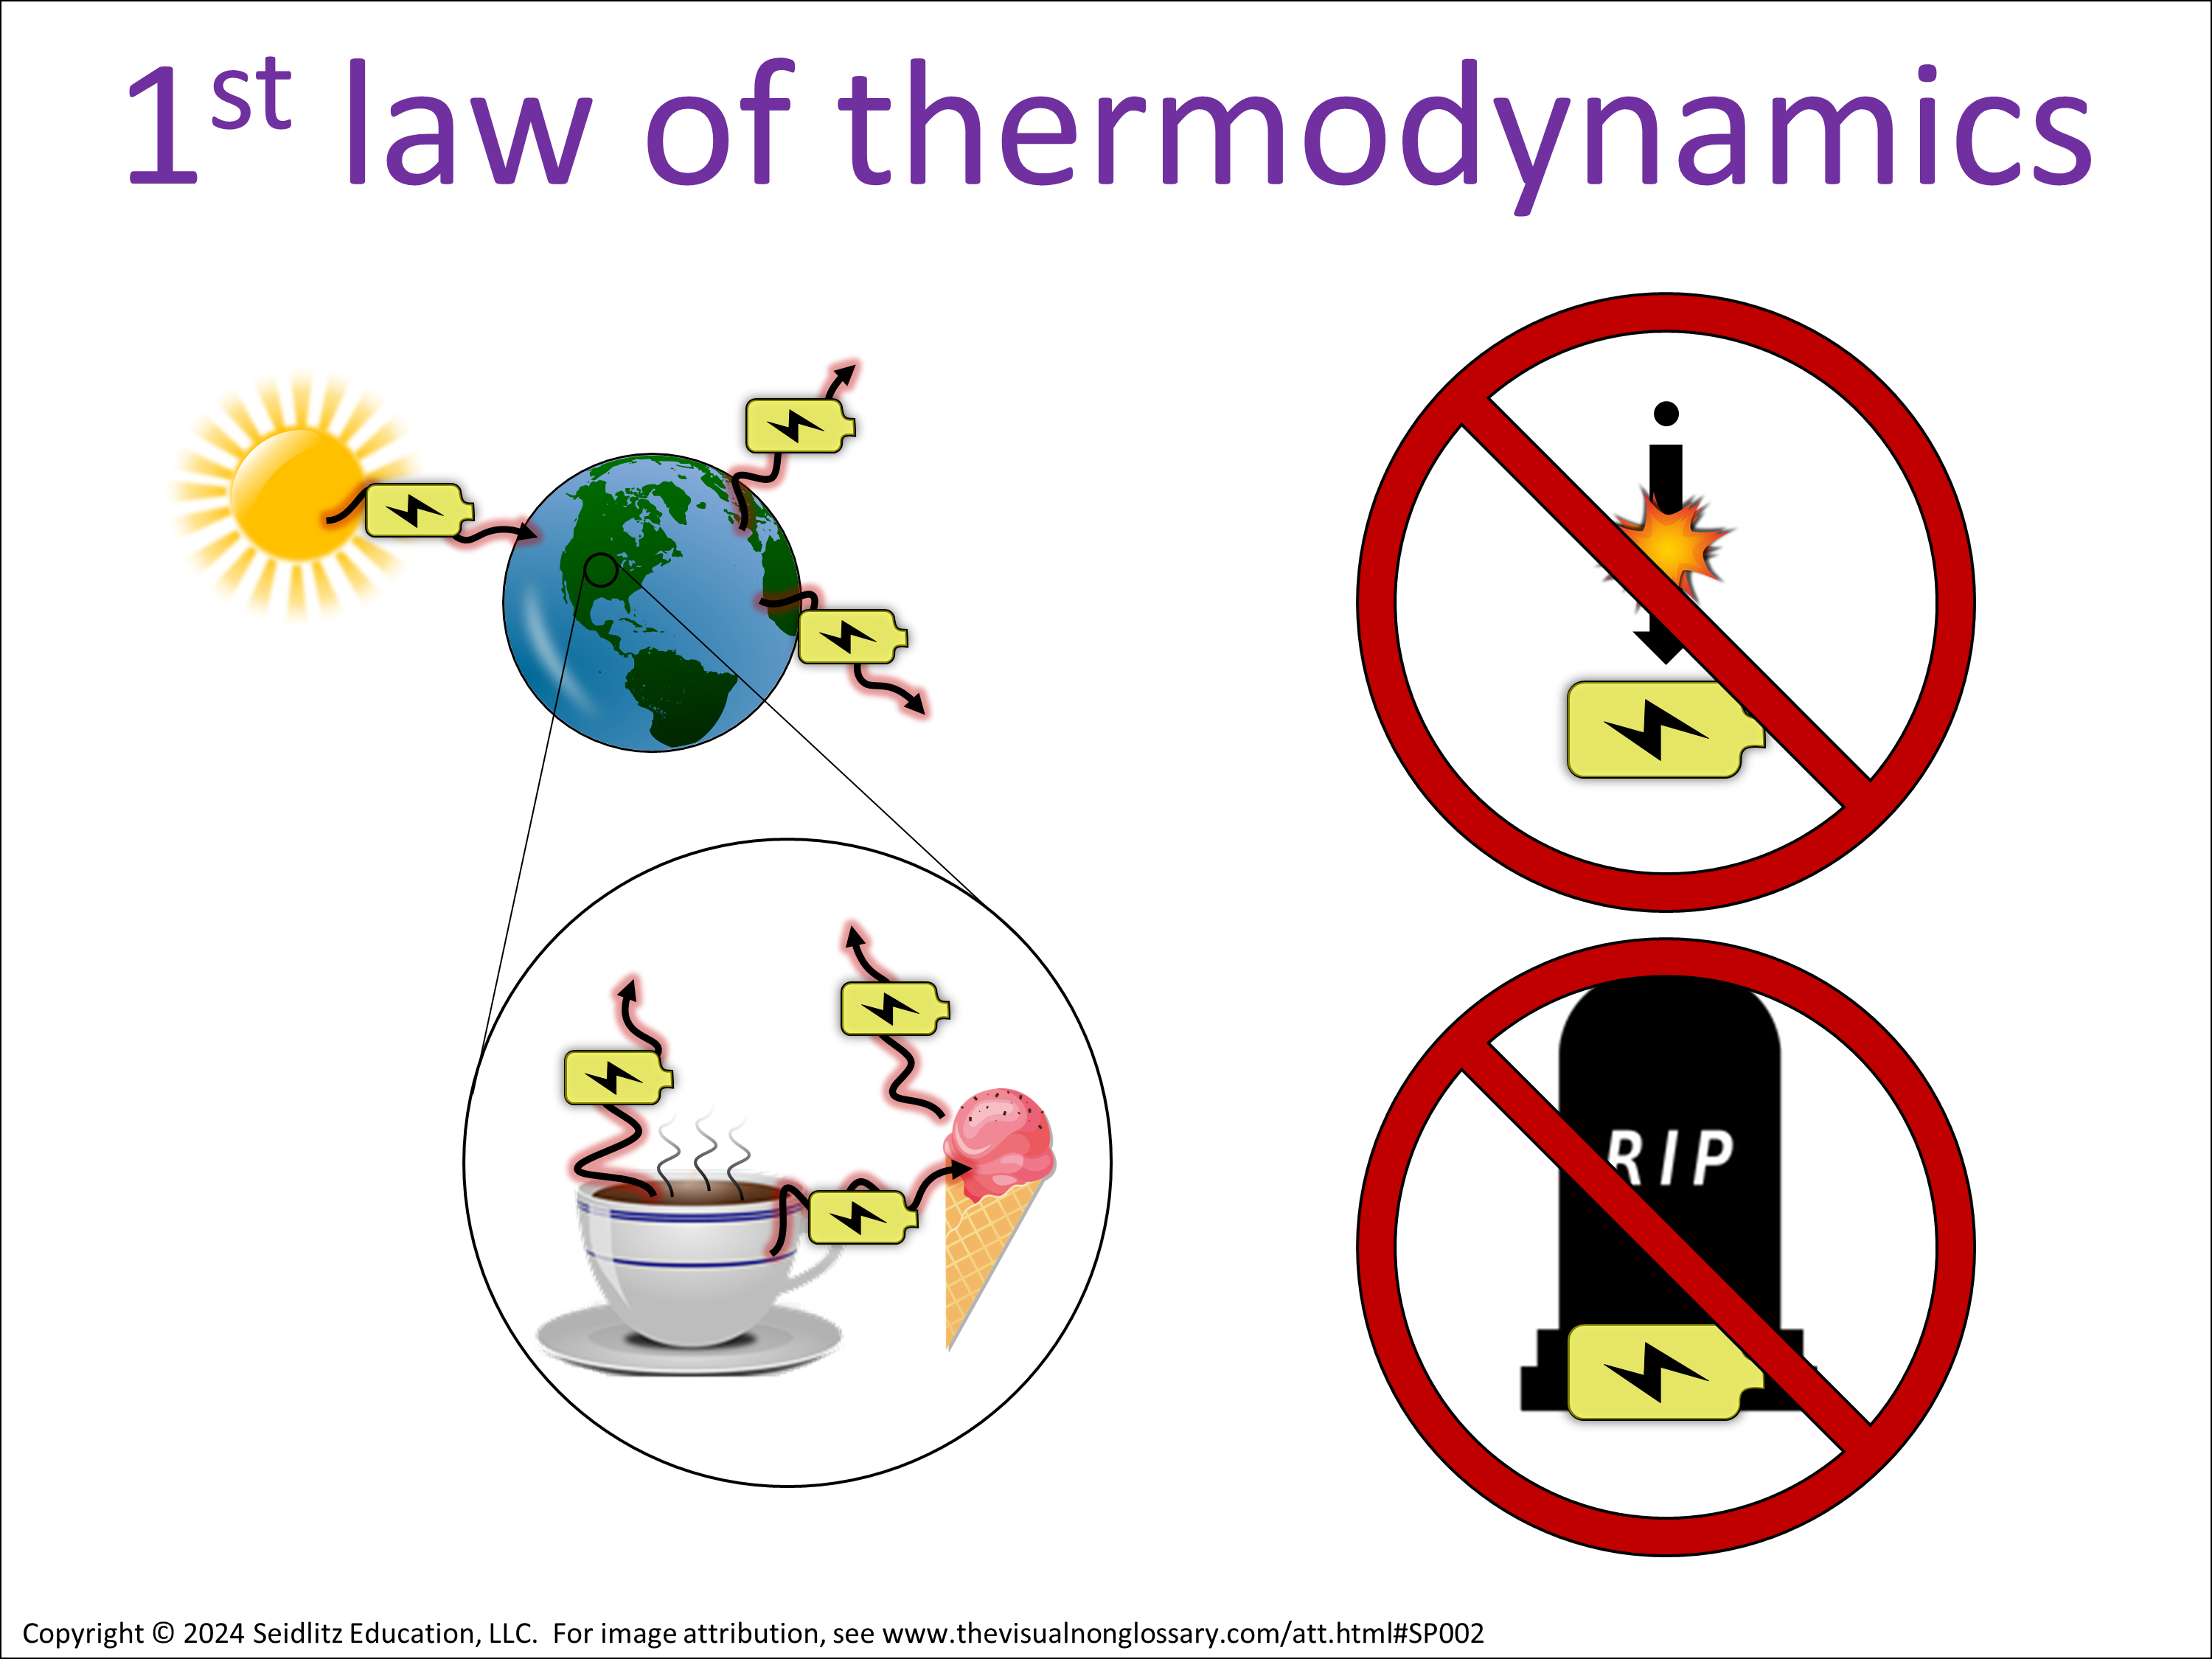 1st law of thermodynamics
RIP
Copyright © 2024 Seidlitz Education, LLC.  For image attribution, see www.thevisualnonglossary.com/att.html#SP002